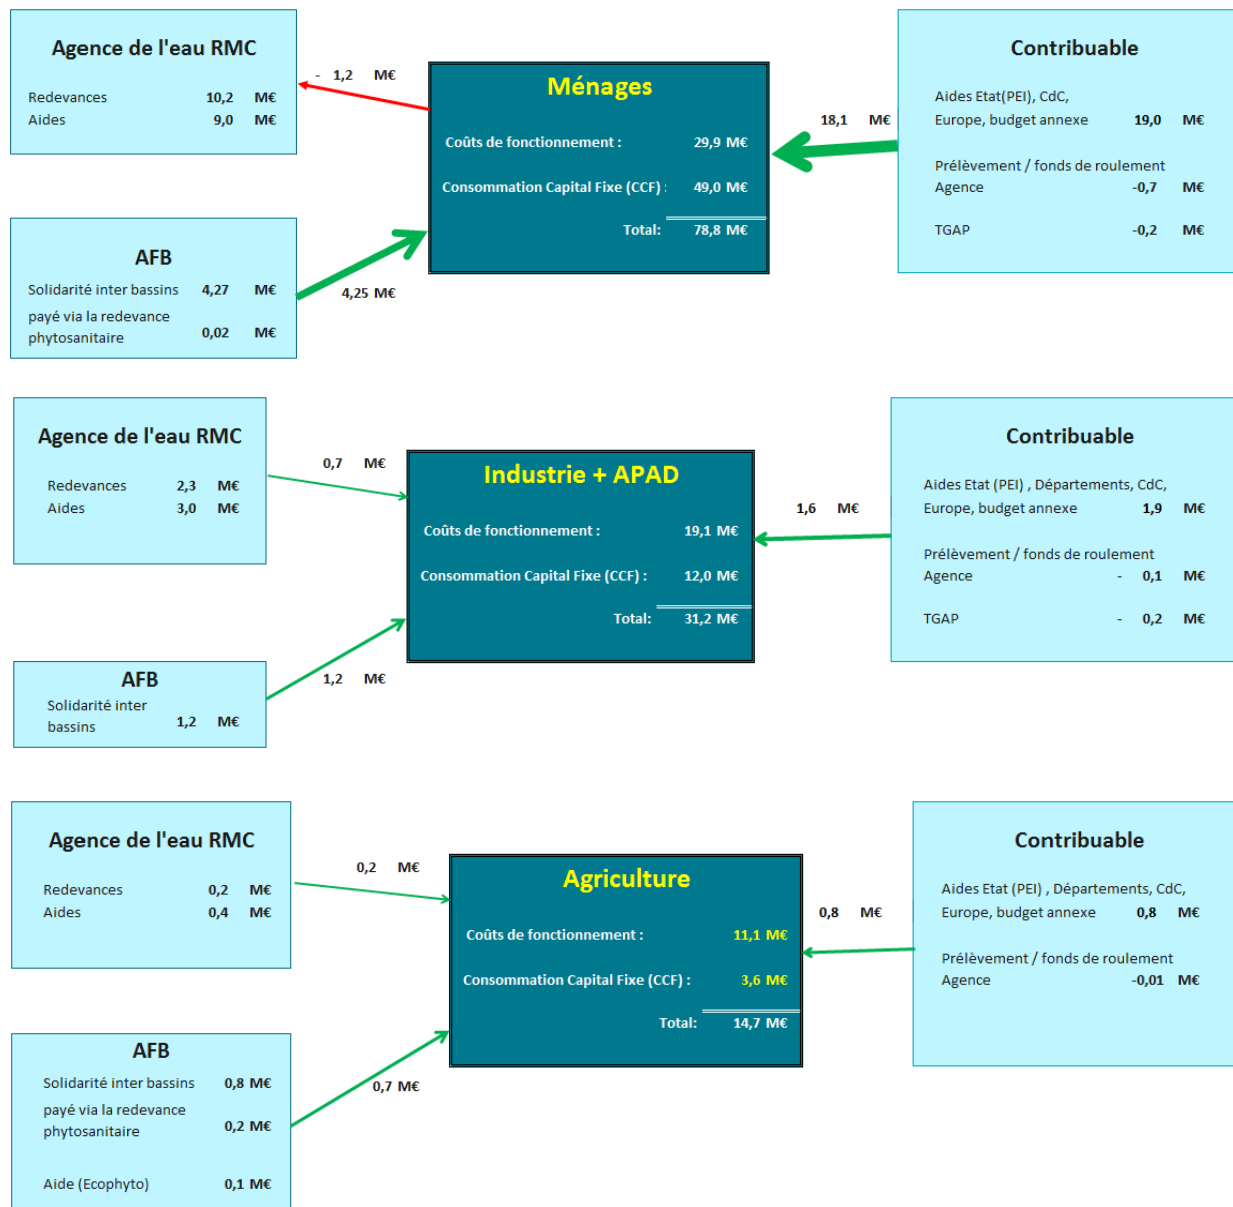 Agence de l'eau RMC
Redevances 10,2 M€
Aides 9,0 M€
- 1,2 M€
AFB
Solidarité inter bassins 4,27 M€
payé via la redevance
phytosanitaire 0,02 M€
4,25 M€
Ménages
Coûts de fonctionnement : 29,9 M€
Consommation Capital Fixe (CCF) : 49,0 M€
Total: 78,8 M€
18,1 M€
Contribuable
Aides Etat(PEI), CdC,
Europe, budget annexe 19,0 M€
Prélèvement / fonds de roulement
Agence -0,7 M€
TGAP -0,2 M€
Agence de l'eau RMC
Redevances 2,3 M€
Aides 3,0 M€
0,7 M€
AFB
Solidarité inter
bassins 1,2 M€
1,2 M€
Industrie + APAD
Coûts de fonctionnement : 19,1 M€
Consommation Capital Fixe (CCF) : 12,0 M€
Total: 31,2 M€
1,6 M€
Contribuable
Aides Etat (PEI) , Départements, CdC,
Europe, budget annexe 1,9 M€
Prélèvement / fonds de roulement
Agence - 0,1 M€
TGAP - 0,2 M€
Agence de l'eau RMC
Redevances 0,2 M€
Aides 0,4 M€
0,2 M€
AFB
Solidarité inter bassins 0,8 M€
payé via la redevance
phytosanitaire 0,2 M€
Aide (Ecophyto) 0,1 M€
0,7 M€
Agriculture
Coûts de fonctionnement : 11,1 M€
Consommation Capital Fixe (CCF) : 3,6 M€
Total: 14,7 M€
0,8 M€
Contribuable
Aides Etat (PEI) , Départements, CdC,
Europe, budget annexe 0,8 M€
Prélèvement / fonds de roulement
Agence -0,01 M€